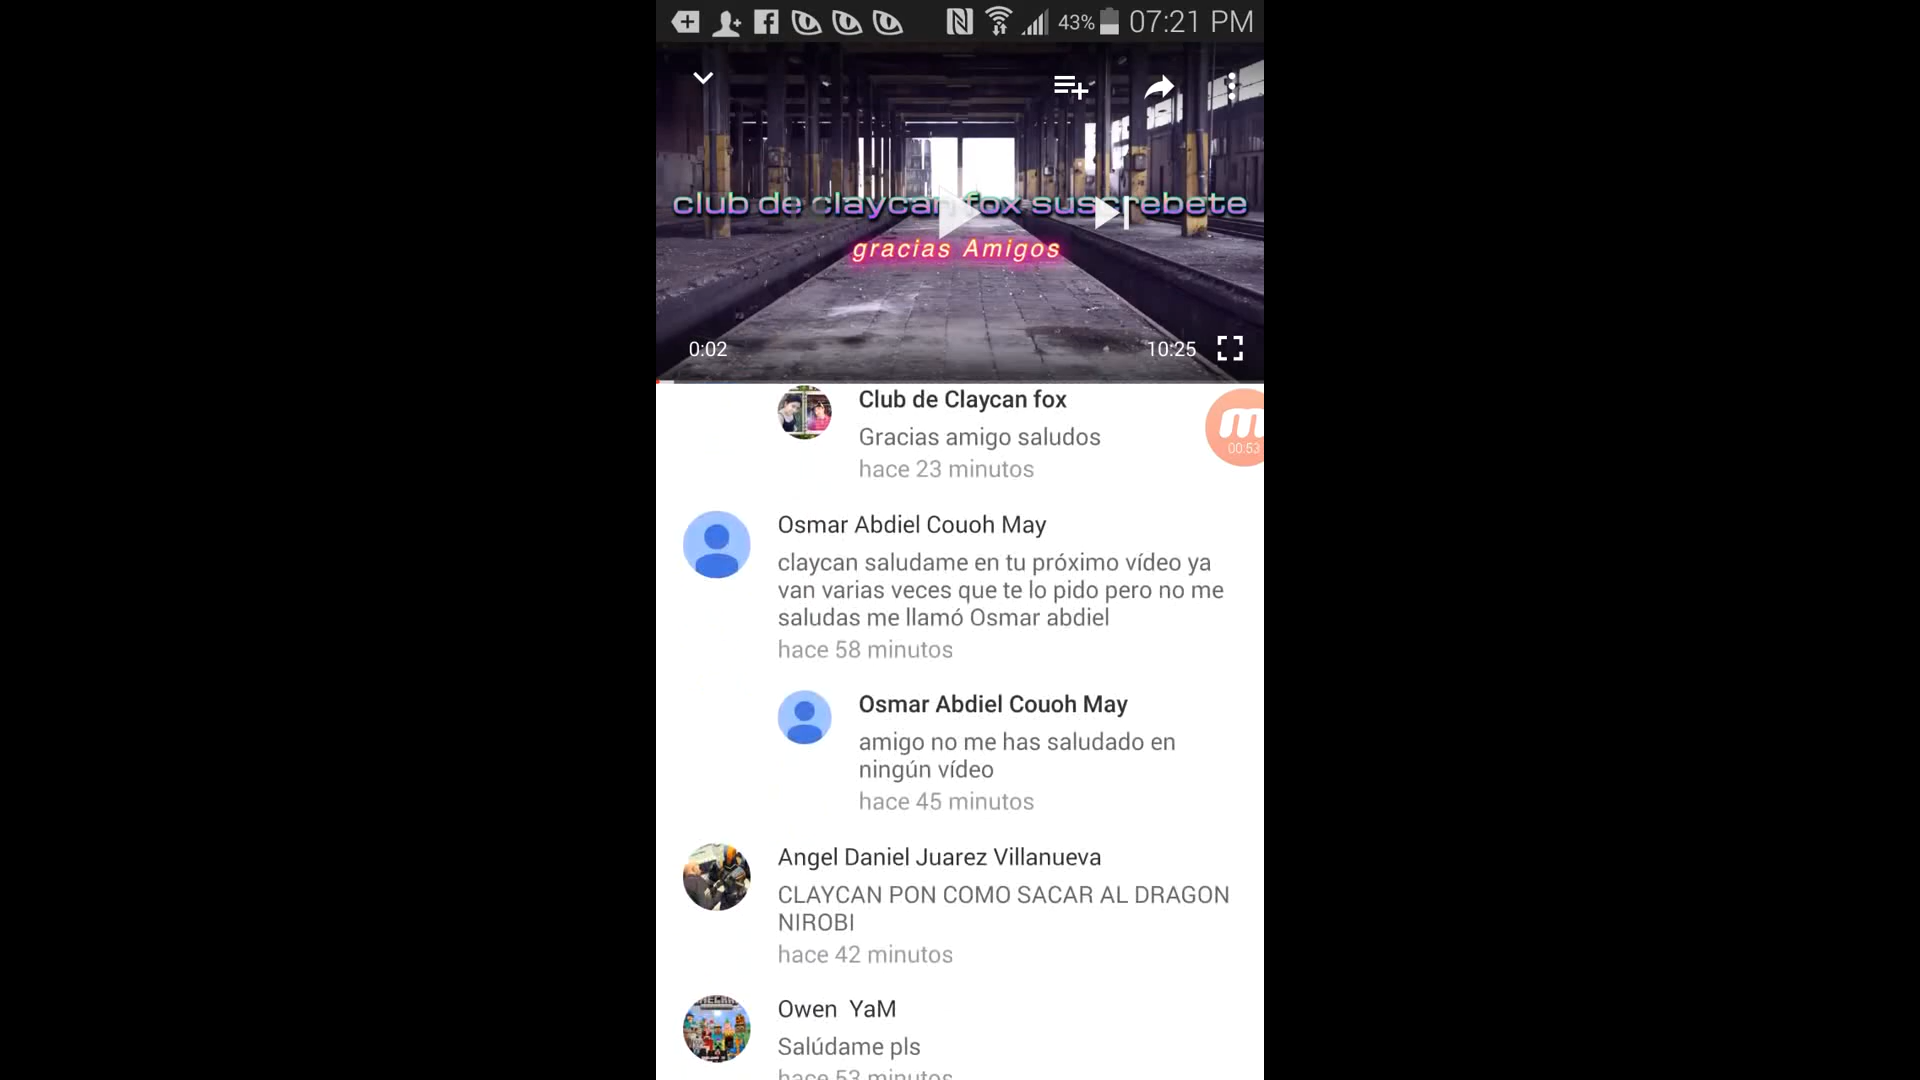 43% 07:21 PM
club de claycan fox suscrebete
gracias Amigos
0:02 10:25
Club de Claycan fox
Gracias amigo saludos
hace 23 minutos
00:53
Osmar Abdiel Couoh May
claycan saludame en tu próximo vídeo ya
van varias veces que te lo pido pero no me
saludas me llamó Osmar abdiel
hace 58 minutos
Osmar Abdiel Couoh May
amigo no me has saludado en
ningún vídeo
hace 45 minutos
Angel Daniel Juarez Villanueva
CLAYCAN PON COMO SACAR AL DRAGON
NIROBI
hace 42 minutos
Owen YaM
Salúdame pls
hace 53 minutos